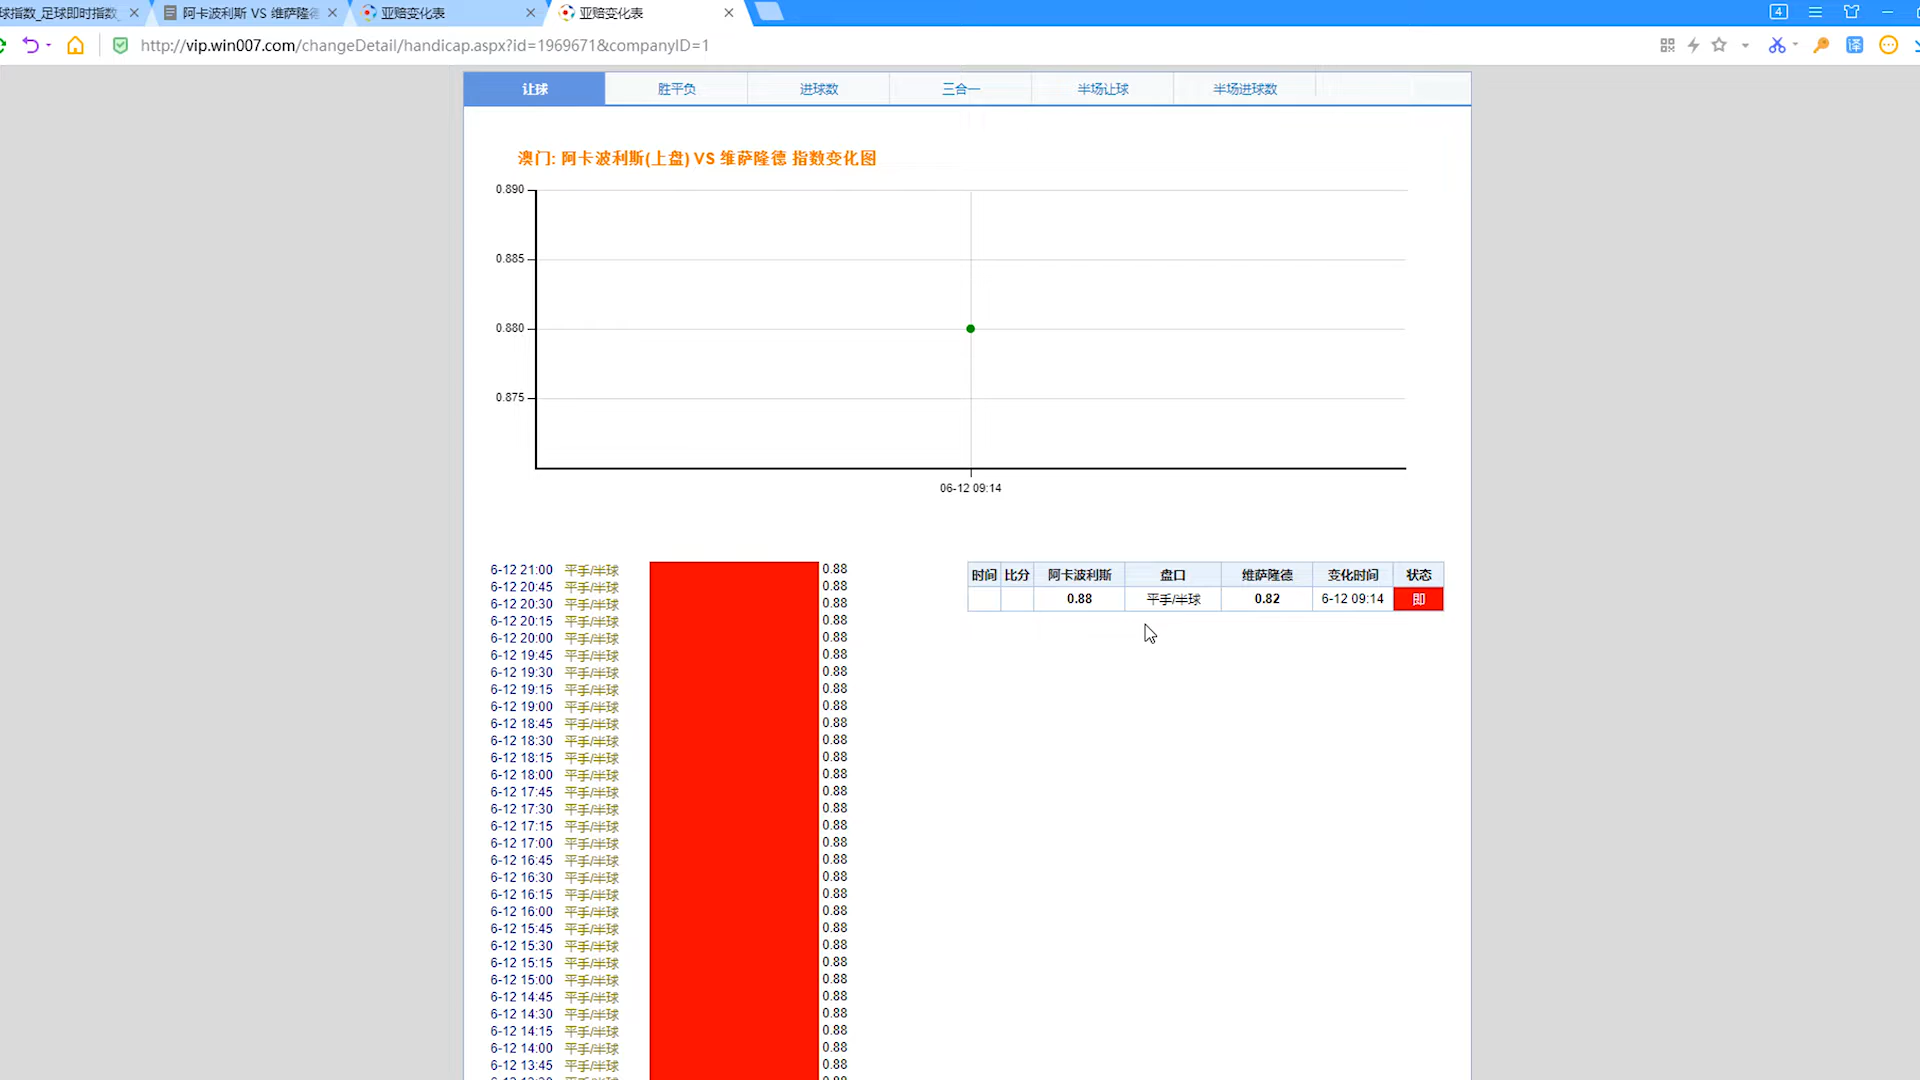 球指数_足球即时指数
阿卡波利斯 VS 维萨隆德
亚赔变化表
亚赔变化表
4
http://vip.win007.com/changeDetail/handicap.aspx?id=1969671&companyID=1
译
让球 胜平负 进球数 三合一 半场让球 半场进球数
澳门: 阿卡波利斯(上盘) VS 维萨隆德 指数变化图
0.890
0.885
0.880
0.875
06-12 09:14
时间 比分 阿卡波利斯 盘口 维萨隆德 变化时间 状态
0.88 平手/半球 0.82 6-12 09:14 即
6-12 21:00 平手/半球 0.88
6-12 20:45 平手/半球 0.88
6-12 20:30 平手/半球 0.88
6-12 20:15 平手/半球 0.88
6-12 20:00 平手/半球 0.88
6-12 19:45 平手/半球 0.88
6-12 19:30 平手/半球 0.88
6-12 19:15 平手/半球 0.88
6-12 19:00 平手/半球 0.88
6-12 18:45 平手/半球 0.88
6-12 18:30 平手/半球 0.88
6-12 18:15 平手/半球 0.88
6-12 18:00 平手/半球 0.88
6-12 17:45 平手/半球 0.88
6-12 17:30 平手/半球 0.88
6-12 17:15 平手/半球 0.88
6-12 17:00 平手/半球 0.88
6-12 16:45 平手/半球 0.88
6-12 16:30 平手/半球 0.88
6-12 16:15 平手/半球 0.88
6-12 16:00 平手/半球 0.88
6-12 15:45 平手/半球 0.88
6-12 15:30 平手/半球 0.88
6-12 15:15 平手/半球 0.88
6-12 15:00 平手/半球 0.88
6-12 14:45 平手/半球 0.88
6-12 14:30 平手/半球 0.88
6-12 14:15 平手/半球 0.88
6-12 14:00 平手/半球 0.88
6-12 13:45 平手/半球 0.88